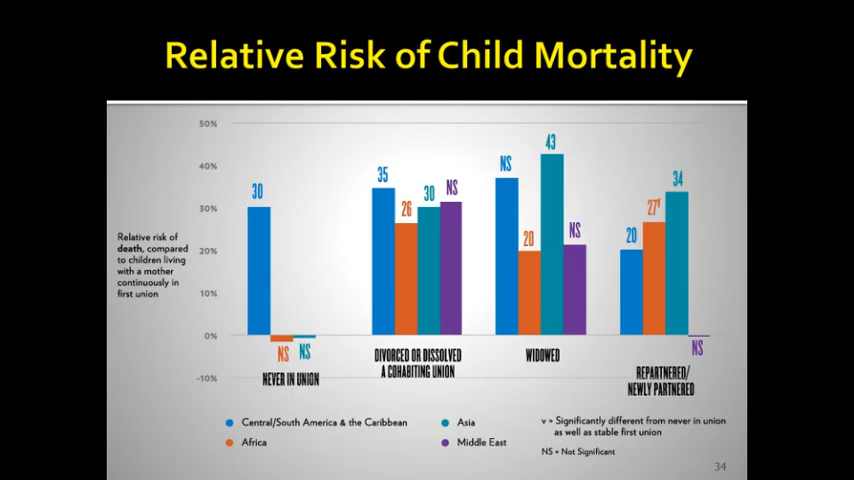 Relative Risk of Child Mortality
50%
40%
30%
20%
10%
0%
-10%
Relative risk of
death, compared
to children living
with a mother
continuously in
first union
30
NS
NS
NEVER IN UNION
35
26
30
NS
DIVORCED OR DISSOLVED
A COHABITING UNION
NS
20
43
NS
WIDOWED
20
27v
34
NS
REPARTNERED/
NEWLY PARTNERED
Central/South America & the Caribbean
Africa
Asia
Middle East
v = Significantly different from never in union
as well as stable first union
NS = Not Significant
34